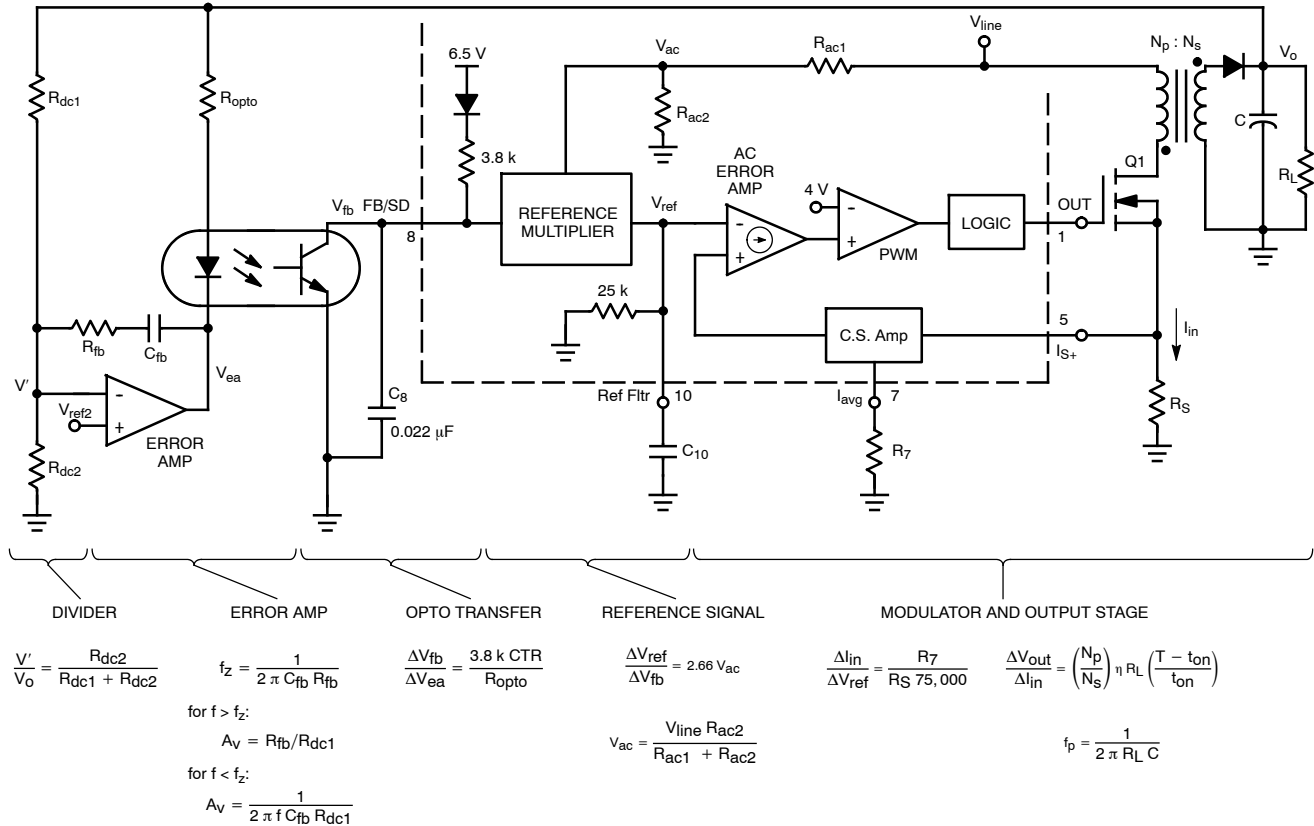 V_line
N_p : N_s
V_o
R_dc1
R_opto
6.5 V
3.8 k
V_ac
R_ac1
R_ac2
C
R_L
AC
ERROR
AMP
Q1
4 V
V_fb
FB/SD
8
REFERENCE
MULTIPLIER
V_ref
-
+
-
+
PWM
LOGIC
OUT
1
25 k
C.S. Amp
5
I_S+
I_in
R_fb
C_fb
V_ea
V'
V_ref2
-
+
ERROR
AMP
R_dc2
C_8
0.022 μF
Ref Fltr
10
C_10
I_avg
7
R_7
R_S
DIVIDER
ERROR AMP
OPTO TRANSFER
REFERENCE SIGNAL
MODULATOR AND OUTPUT STAGE
V'/V_o = R_dc2/(R_dc1 + R_dc2)
f_z = 1/(2 π C_fb R_fb)
for f > f_z:
A_V = R_fb/R_dc1
for f < f_z:
A_V = 1/(2 π f C_fb R_dc1)
ΔV_fb/ΔV_ea = 3.8 k CTR/R_opto
ΔV_ref/ΔV_fb = 2.66 V_ac
V_ac = V_line R_ac2/(R_ac1 + R_ac2)
ΔI_in/ΔV_ref = R_7/(R_S 75,000)
ΔV_out/ΔI_in = (N_p/N_s) η R_L ((T - t_on)/t_on)
f_p = 1/(2 π R_L C)